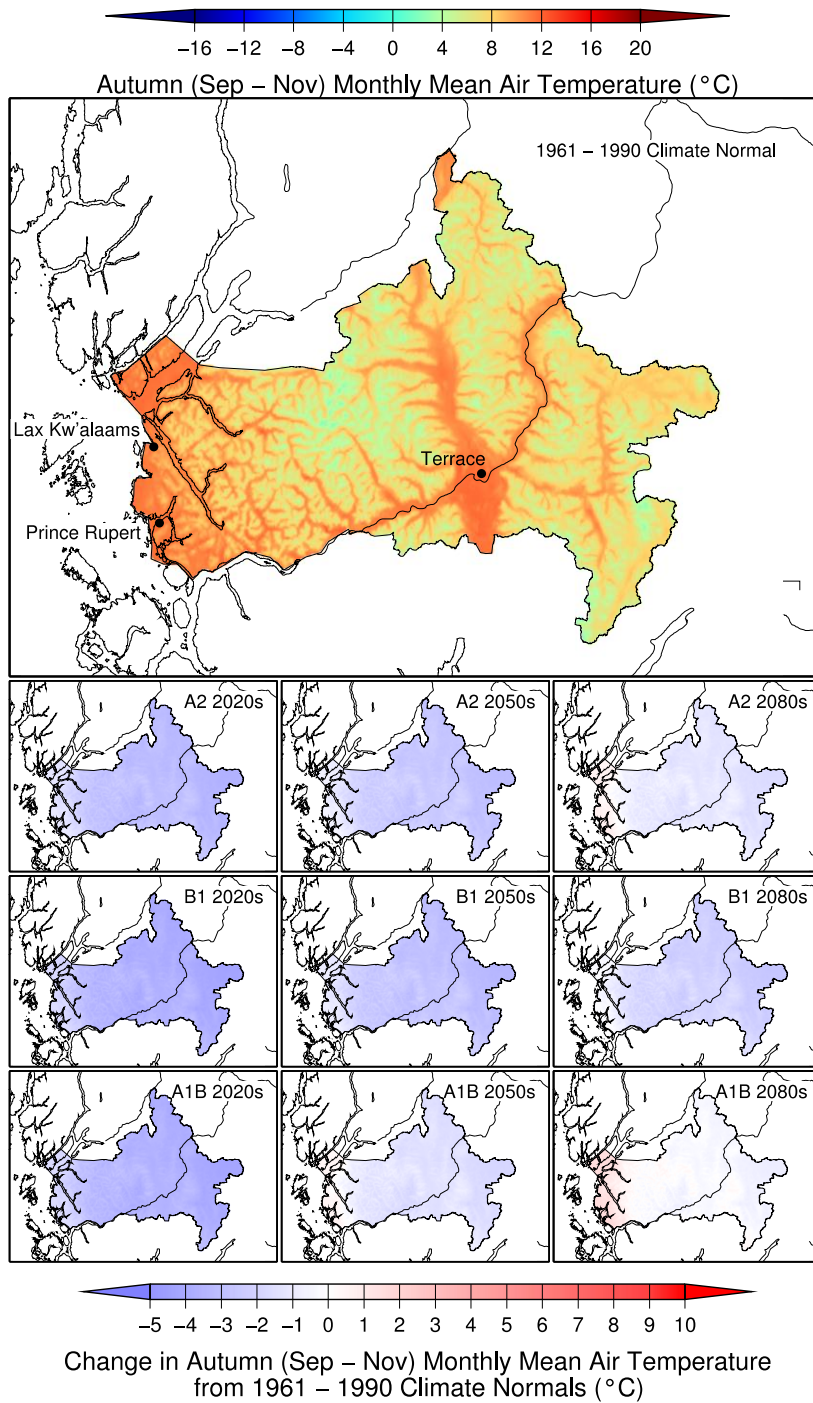 −16 −12 −8 −4 0 4 8 12 16 20
Autumn (Sep − Nov) Monthly Mean Air Temperature (°C)
1961 − 1990 Climate Normal
Lax Kw'alaams
Terrace
Prince Rupert
A2 2020s
A2 2050s
A2 2080s
B1 2020s
B1 2050s
B1 2080s
A1B 2020s
A1B 2050s
A1B 2080s
−5 −4 −3 −2 −1 0 1 2 3 4 5 6 7 8 9 10
Change in Autumn (Sep − Nov) Monthly Mean Air Temperature
from 1961 − 1990 Climate Normals (°C)